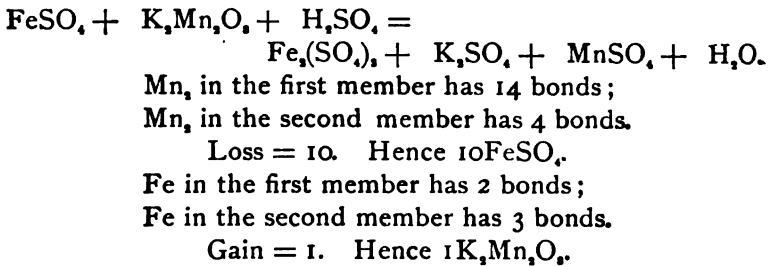 FeSO₄ + K₂Mn₂O₈ + H₂SO₄ =
Fe₂(SO₄)₃ + K₂SO₄ + MnSO₄ + H₂O.
Mn₂ in the first member has 14 bonds;
Mn₂ in the second member has 4 bonds.
Loss = 10. Hence 10FeSO₄.
Fe in the first member has 2 bonds;
Fe in the second member has 3 bonds.
Gain = 1. Hence 1K₂Mn₂O₈.